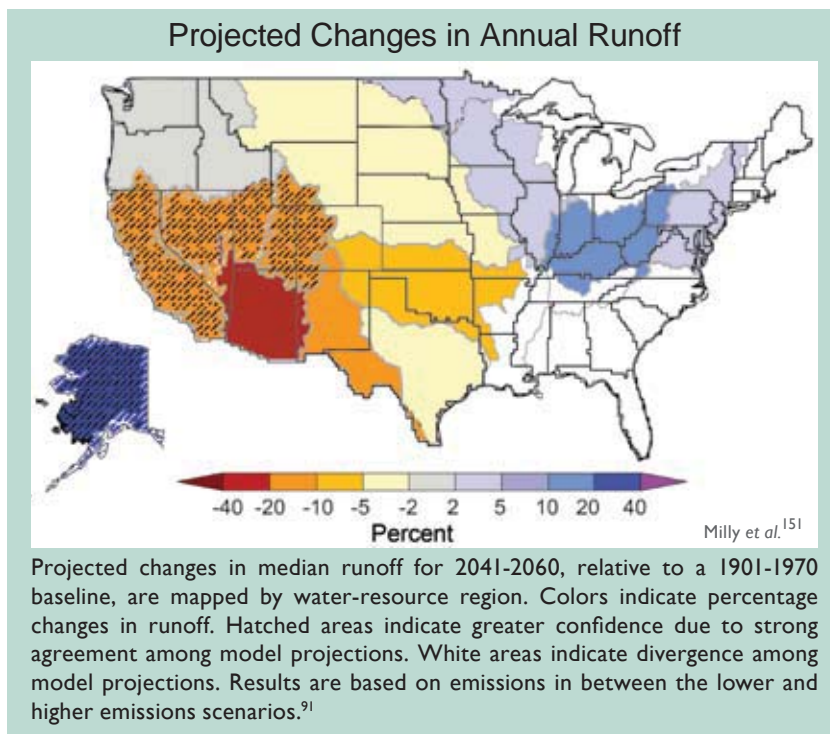 Projected Changes in Annual Runoff
-40 -20 -10 -5 -2 2 5 10 20 40
Percent
Milly et al.151
Projected changes in median runoff for 2041-2060, relative to a 1901-1970
baseline, are mapped by water-resource region. Colors indicate percentage
changes in runoff. Hatched areas indicate greater confidence due to strong
agreement among model projections. White areas indicate divergence among
model projections. Results are based on emissions in between the lower and
higher emissions scenarios.91